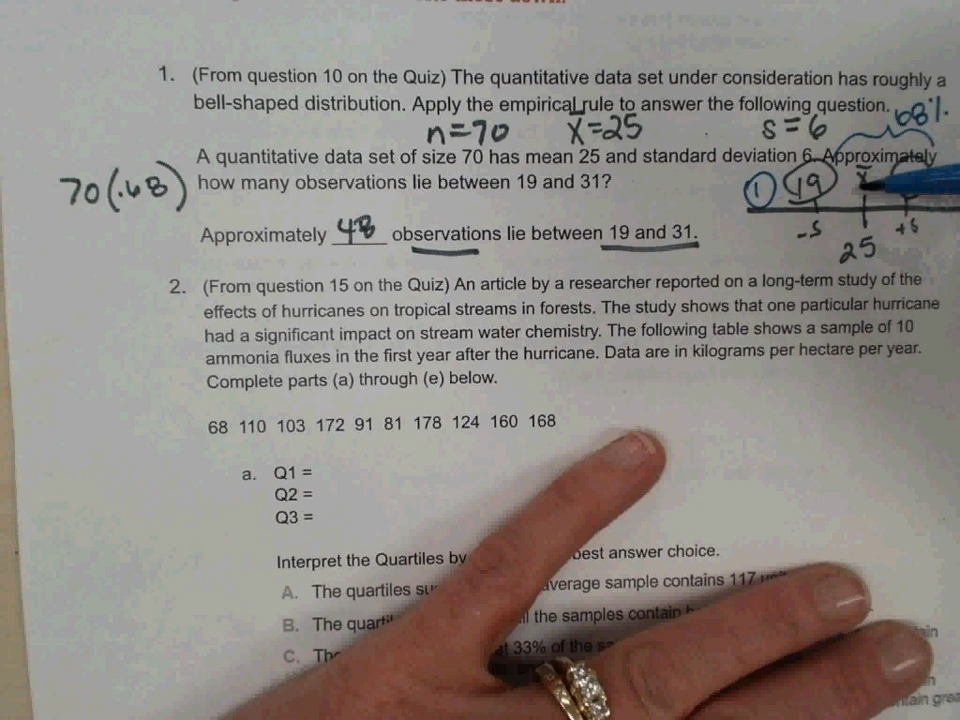 1. (From question 10 on the Quiz) The quantitative data set under consideration has roughly a
bell-shaped distribution. Apply the empirical rule to answer the following question.
68%
n=70 x=25 s=6
A quantitative data set of size 70 has mean 25 and standard deviation 6. Approximately
how many observations lie between 19 and 31?
70(.68)
① 19 x̄
-s +s
25
Approximately 48 observations lie between 19 and 31.
2. (From question 15 on the Quiz) An article by a researcher reported on a long-term study of the
effects of hurricanes on tropical streams in forests. The study shows that one particular hurricane
had a significant impact on stream water chemistry. The following table shows a sample of 10
ammonia fluxes in the first year after the hurricane. Data are in kilograms per hectare per year.
Complete parts (a) through (e) below.
68 110 103 172 91 81 178 124 160 168
a. Q1 =
Q2 =
Q3 =
Interpret the Quartiles by best answer choice.
A. The quartiles average sample contains 117
B. The the samples contain
C. 33% of the